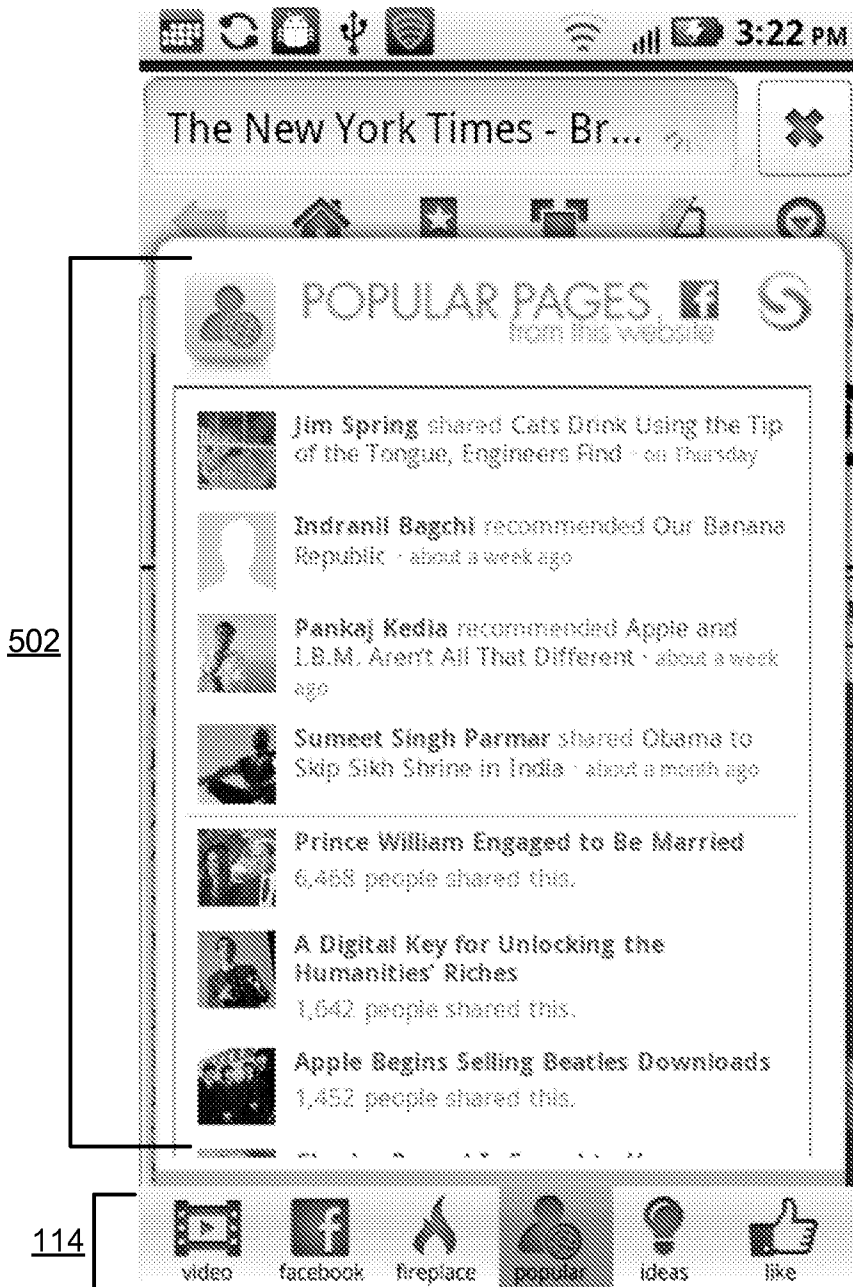 3:22 PM
The New York Times - Br...
POPULAR PAGES
from this website
Jim Spring shared Cats Drink Using the Tip
of the Tongue, Engineers Find · on Thursday
Indranil Bagchi recommended Our Banana
Republic · about a week ago
502
Pankaj Kedia recommended Apple and
I.B.M. Aren't All That Different · about a week
ago
Sumeet Singh Parmar shared Obama to
Skip Sikh Shrine in India · about a month ago
Prince William Engaged to Be Married
6,468 people shared this.
A Digital Key for Unlocking the
Humanities' Riches
1,642 people shared this.
Apple Begins Selling Beatles Downloads
1,452 people shared this.
114
video facebook fireplace popular ideas like